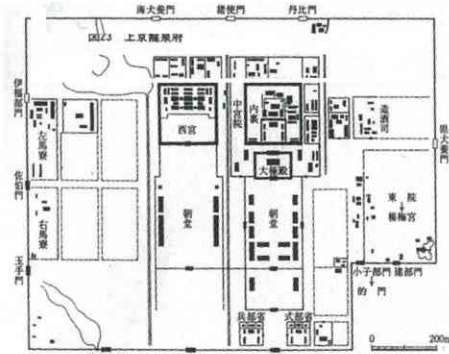 海犬養門
猪使門
丹比門
図23 上京龍泉府
伊福部門
左馬寮
佐伯門
右馬寮
玉手門
西宮
朝堂
中宮院
内裏
大極殿
朝堂
兵部省
式部省
造酒司
県犬養門
東院
↓
楊梅宮
小子部門
建部門
↓
的門
0 200m